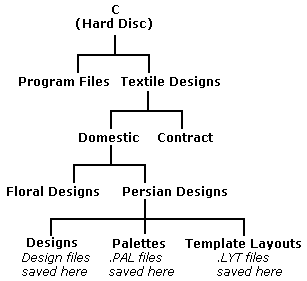 C
(Hard Disc)
Program Files Textile Designs
Domestic Contract
Floral Designs Persian Designs
Designs Palettes Template Layouts
Design files .PAL files .LYT files
saved here saved here saved here